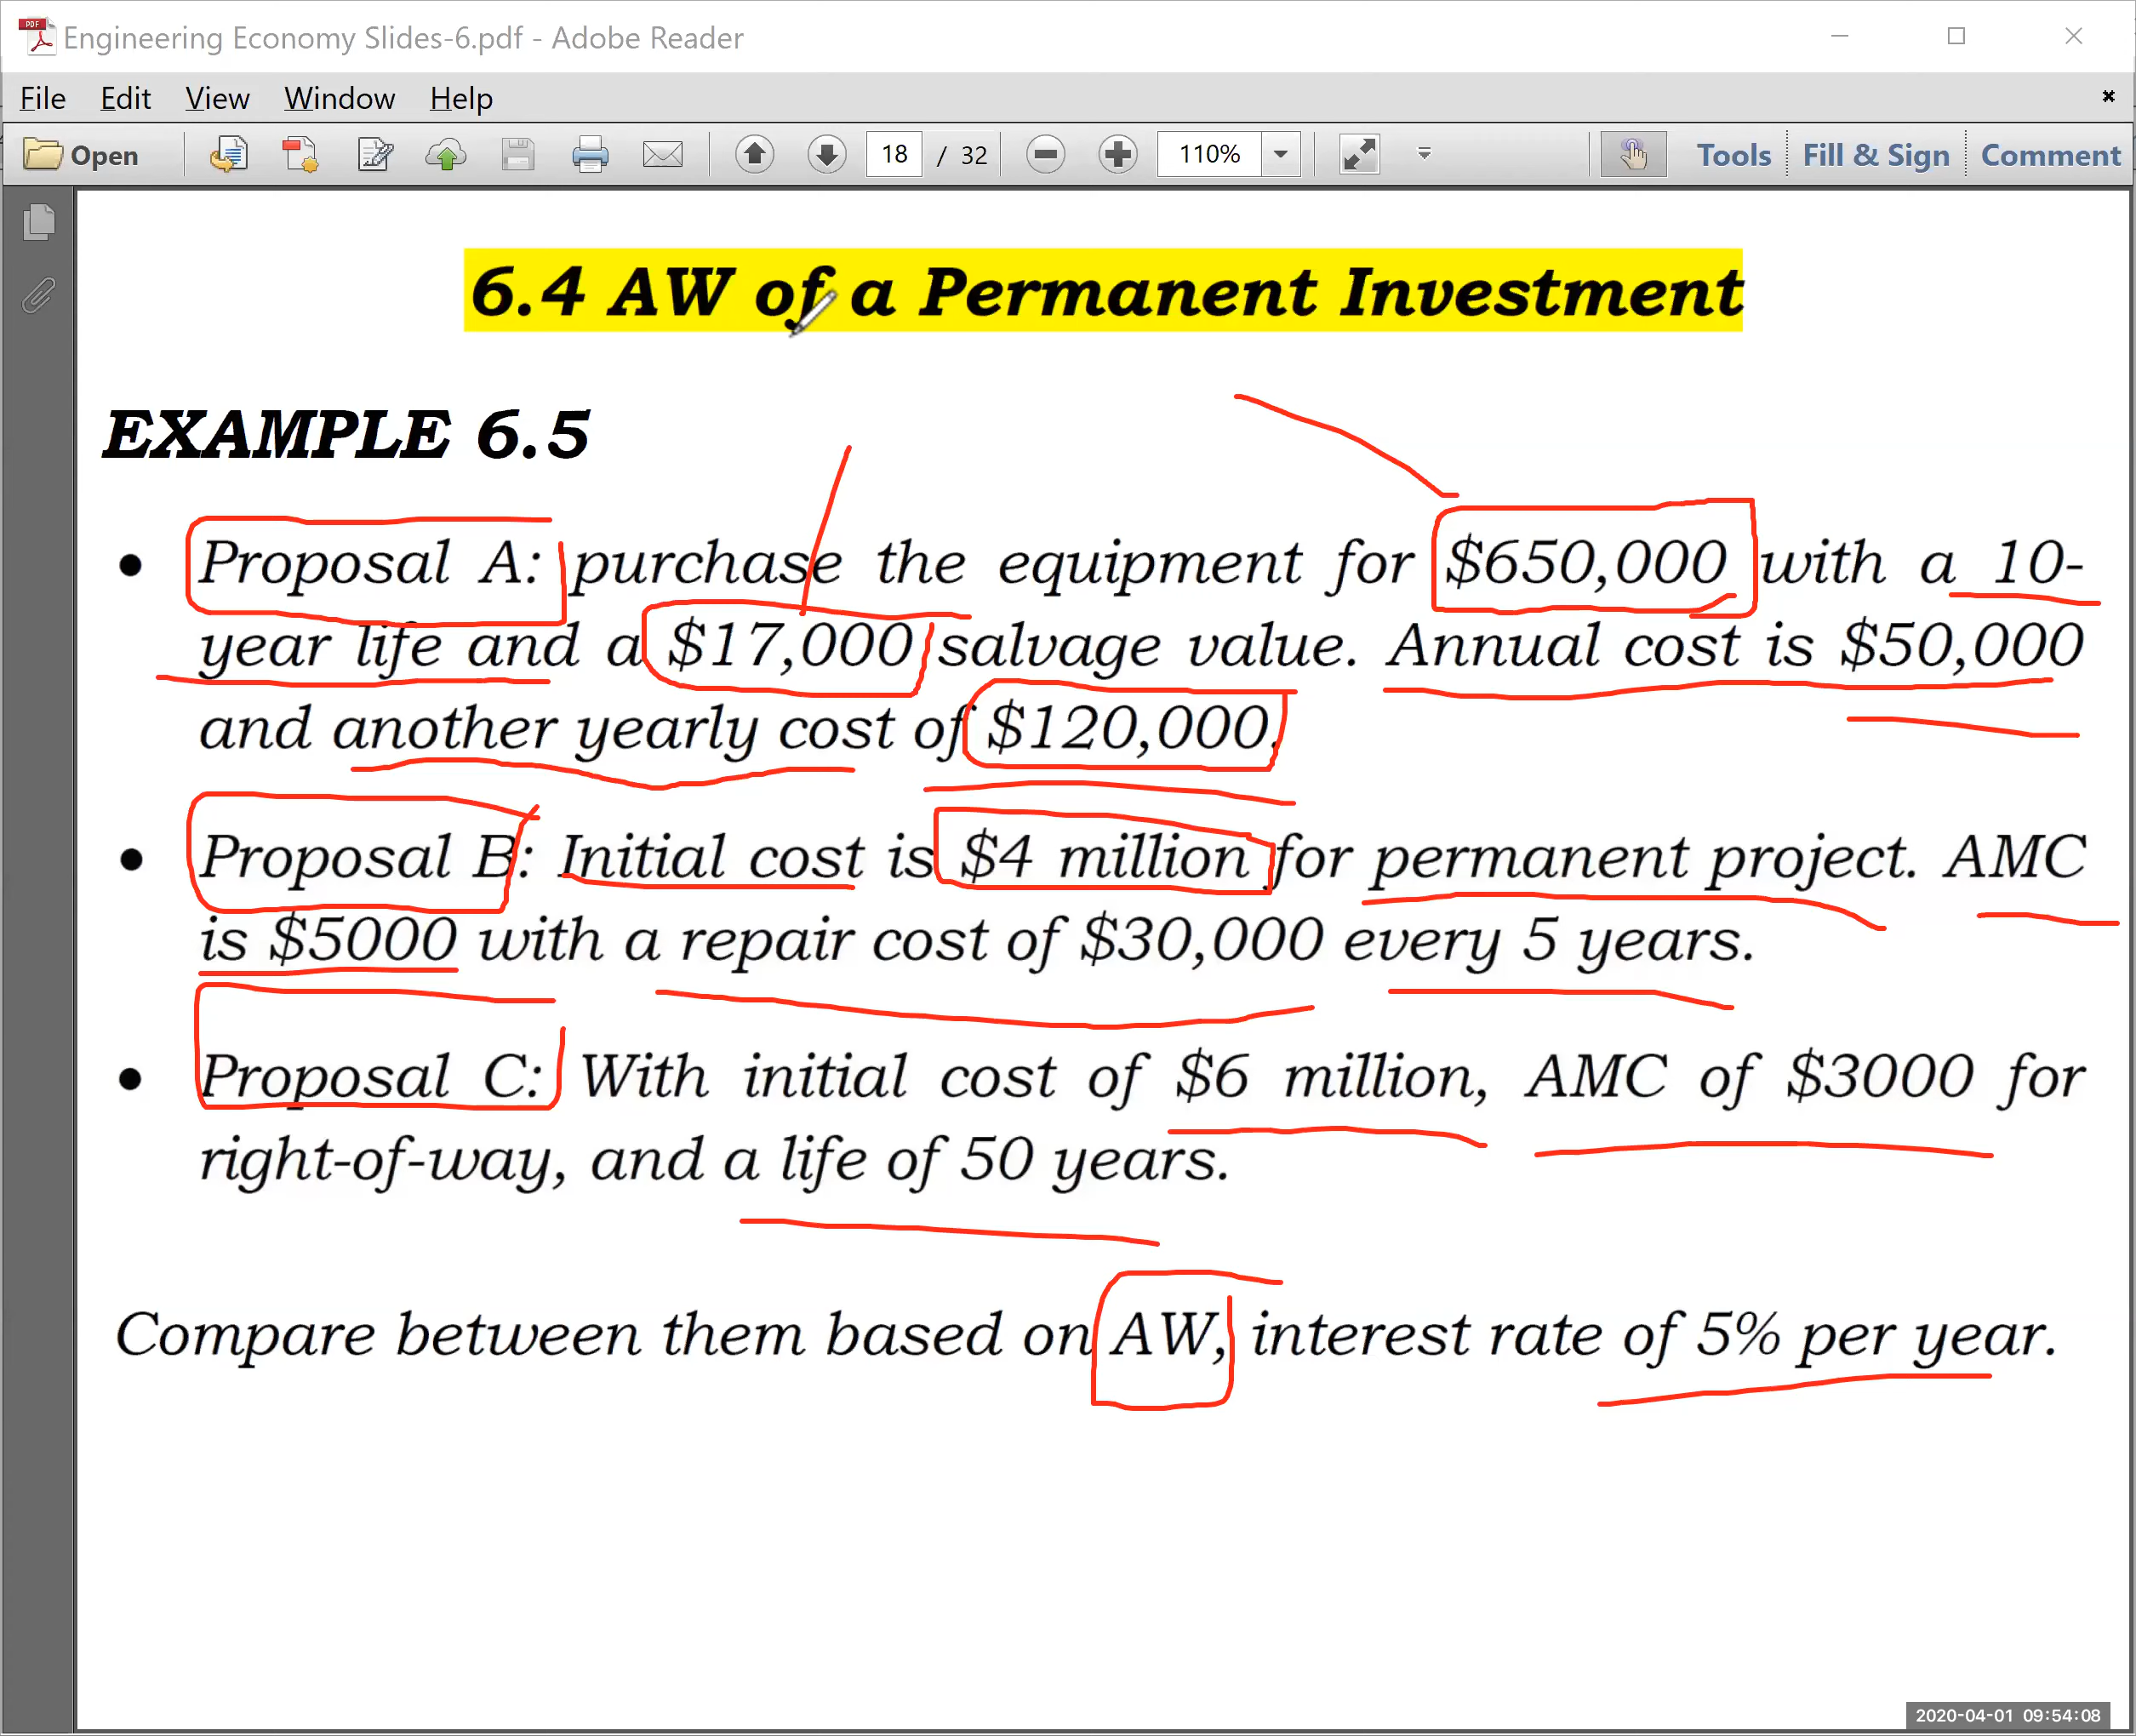 PDF
Engineering Economy Slides-6.pdf - Adobe Reader
File Edit View Window Help
Open 18 / 32 110% Tools Fill & Sign Comment
6.4 AW of a Permanent Investment
EXAMPLE 6.5
• Proposal A: purchase the equipment for $650,000 with a 10-
year life and a $17,000 salvage value. Annual cost is $50,000
and another yearly cost of $120,000.
• Proposal B: Initial cost is $4 million for permanent project. AMC
is $5000 with a repair cost of $30,000 every 5 years.
• Proposal C: With initial cost of $6 million, AMC of $3000 for
right-of-way, and a life of 50 years.
Compare between them based on AW, interest rate of 5% per year.
2020-04-01 09:54:08